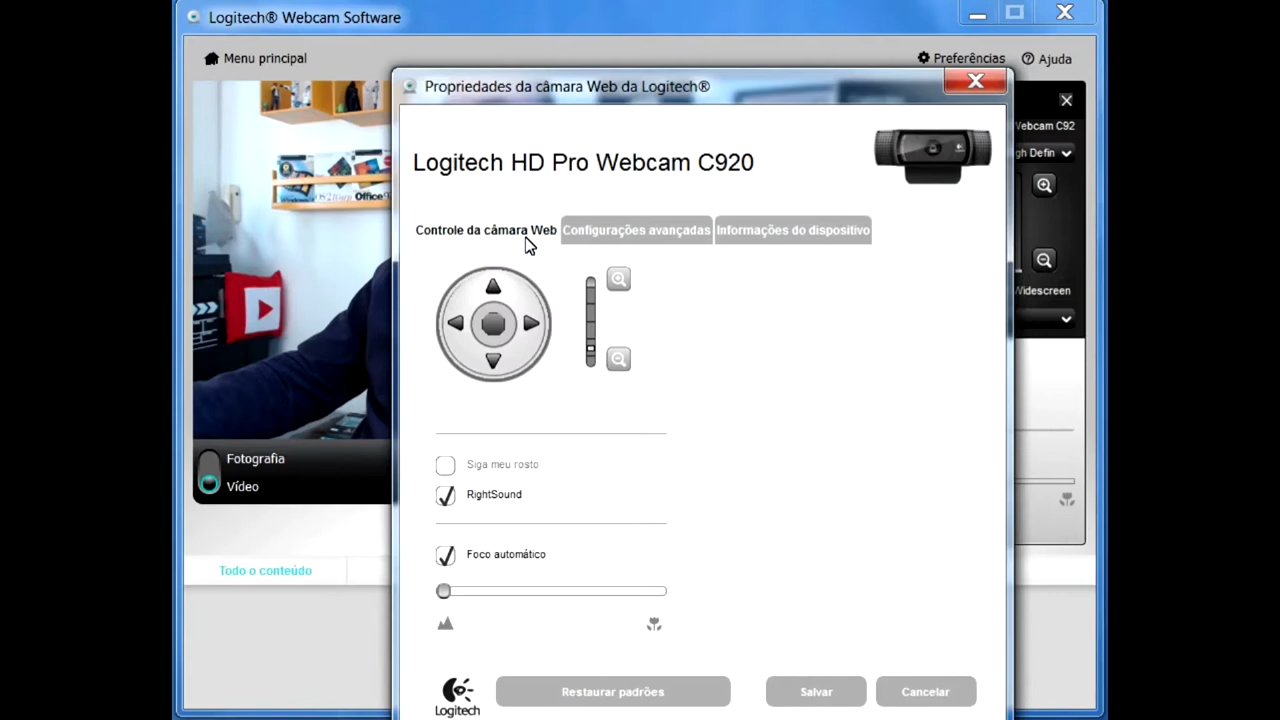 Logitech® Webcam Software
Menu principal
Preferências
Ajuda
Propriedades da câmara Web da Logitech®
Logitech HD Pro Webcam C920
Webcam C92
gh Defin
Controle da câmara Web
Configurações avançadas
Informações do dispositivo
Widescreen
Office
Fotografia
Vídeo
Siga meu rosto
RightSound
Foco automático
Todo o conteúdo
Logitech
Restaurar padrões
Salvar
Cancelar